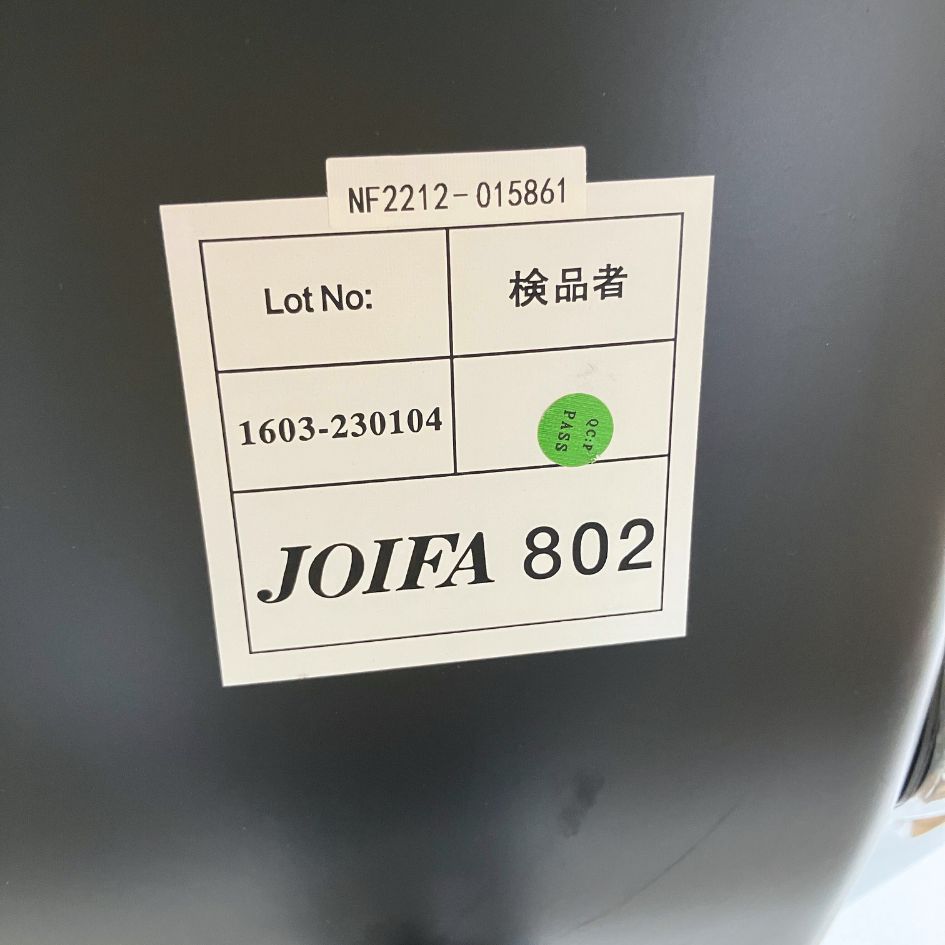 NF2212-015861
Lot No:
検品者
1603-230104
QC:P
PASS
JOIFA 802